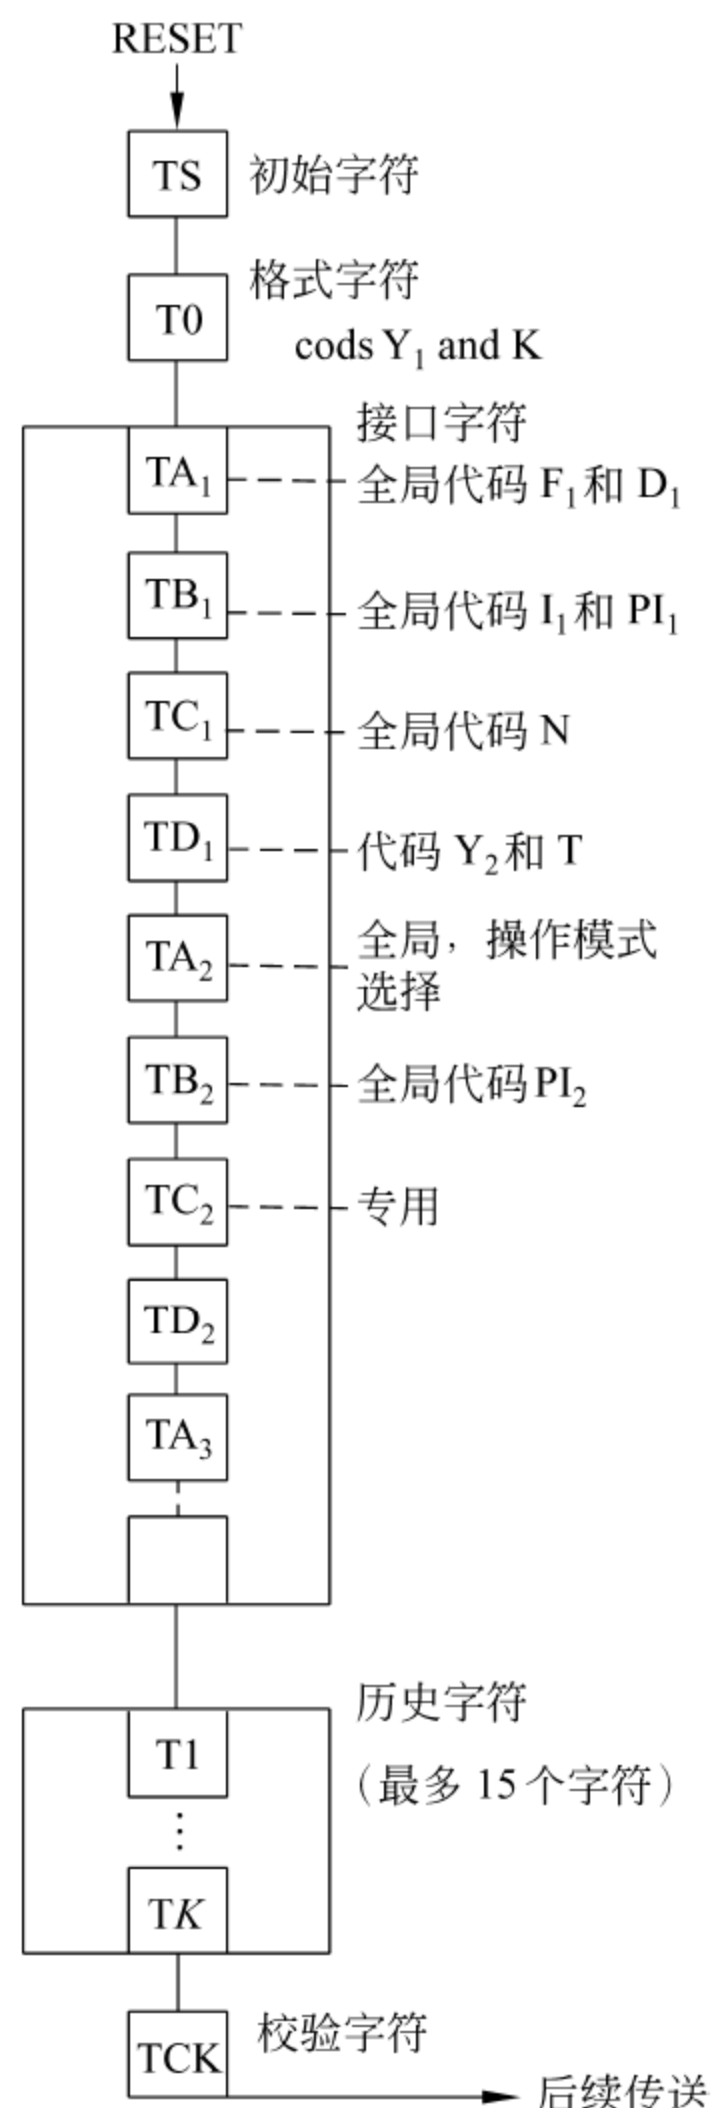 RESET
TS 初始字符
格式字符
T0
cods Y₁ and K
接口字符
TA₁ 全局代码 F₁和 D₁
TB₁ 全局代码 I₁和 PI₁
TC₁ 全局代码 N
TD₁ 代码 Y₂和 T
全局，操作模式
TA₂
选择
TB₂ 全局代码PI₂
TC₂ 专用
TD₂
TA₃
历史字符
T1
（最多 15个字符）
⋮
TK
TCK 校验字符
后续传送